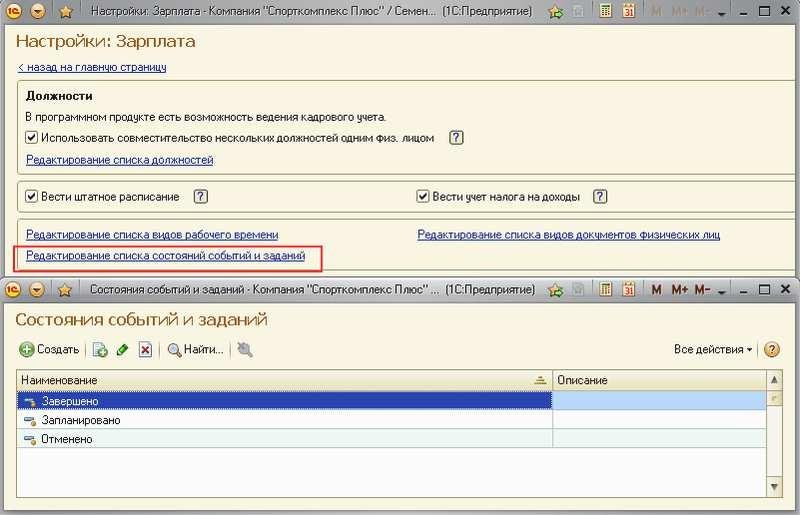 Настройки: Зарплата - Компания "Спорткомплекс Плюс" / Семен... (1С:Предприятие)
M M+ M-
Настройки: Зарплата
< назад на главную страницу
Должности
В программном продукте есть возможность ведения кадрового учета.
Использовать совместительство нескольких должностей одним физ. лицом ?
Редактирование списка должностей
Вести штатное расписание ? Вести учет налога на доходы ?
Редактирование списка видов рабочего времени Редактирование списка видов документов физических лиц
Редактирование списка состояний событий и заданий
Состояния событий и заданий - Компания "Спорткомплекс Плюс" ... (1С:Предприятие)
M M+ M-
Состояния событий и заданий
Создать Найти... Все действия ?
Наименование Описание
Завершено
Запланировано
Отменено